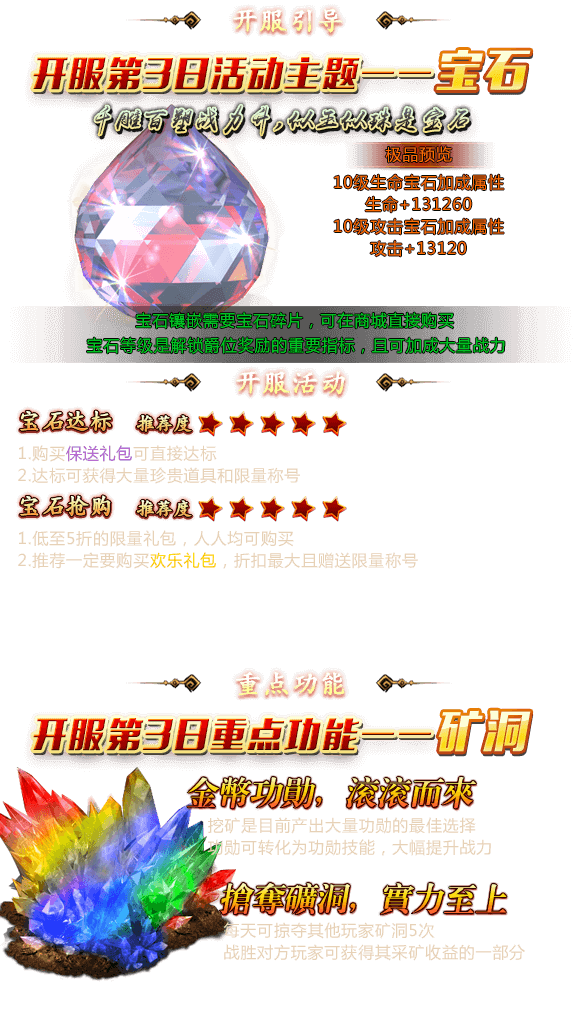 开服引导
开服第3日活动主题——宝石
千雕百塑战力升,似玉似珠是宝石
极品预览
10级生命宝石加成属性
生命+131260
10级攻击宝石加成属性
攻击+13120
宝石镶嵌需要宝石碎片，可在商城直接购买
宝石等级是解锁爵位奖励的重要指标，且可加成大量战力
开服活动
宝石达标 推荐度
1.购买保送礼包可直接达标
2.达标可获得大量珍贵道具和限量称号
宝石抢购 推荐度
1.低至5折的限量礼包，人人均可购买
2.推荐一定要购买欢乐礼包，折扣最大且赠送限量称号
重点功能
开服第3日重点功能——矿洞
金幣功勛，滾滾而來
挖矿是目前产出大量功勋的最佳选择
功勋可转化为功勋技能，大幅提升战力
搶奪礦洞，實力至上
每天可掠夺其他玩家矿洞5次
战胜对方玩家可获得其采矿收益的一部分